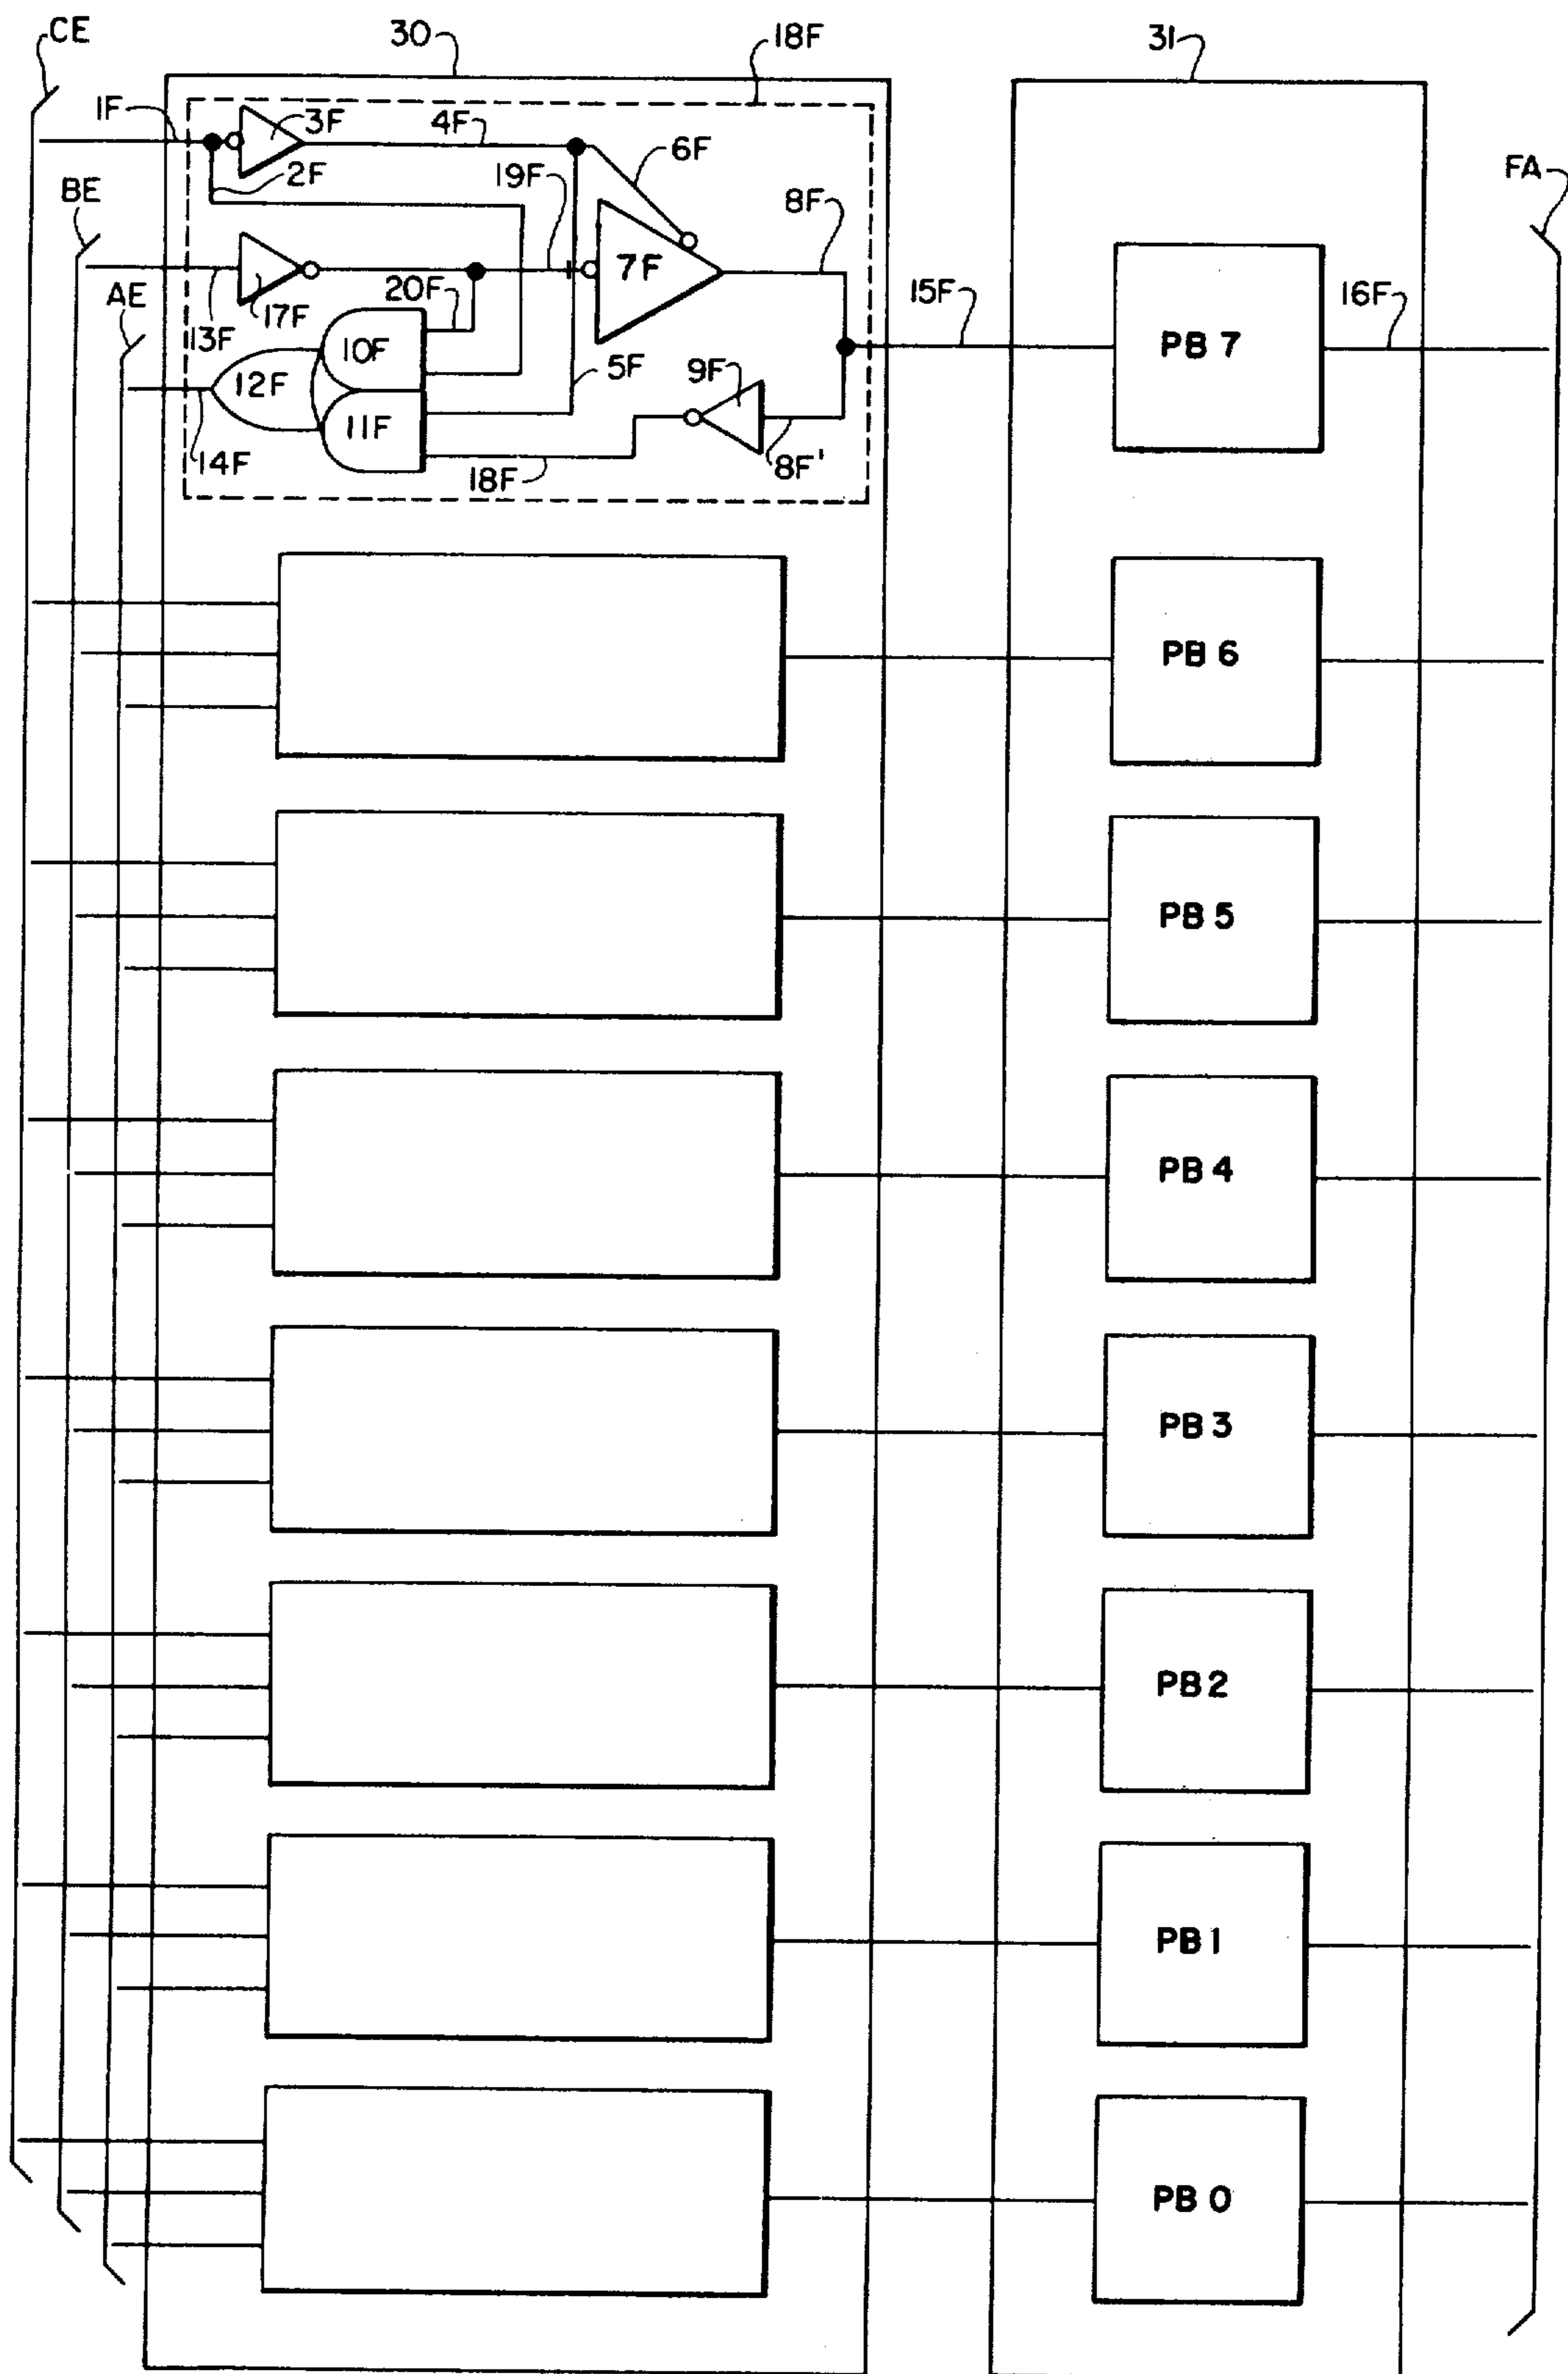 CE
30
18F
31
1F
3F
4F
6F
FA
2F
19F
BE
8F
7F
20F
15F
16F
AE
17F
13F
10F
PB 7
5F
9F
12F
11F
14F
18F
8F'
PB 6
PB 5
PB 4
PB 3
PB 2
PB 1
PB 0